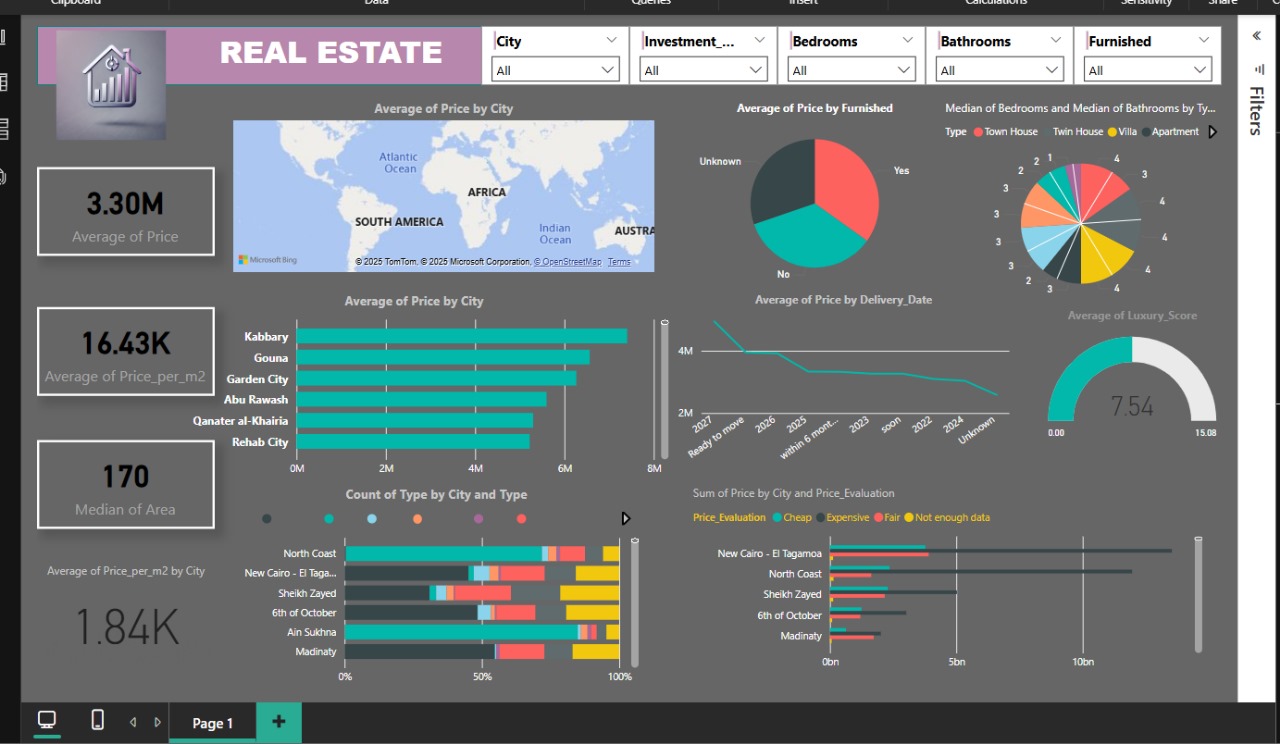 Clipboard
Data
Queries
Insert
Calculations
Sensitivity
Share
REAL ESTATE
City
All
Investment_...
All
Bedrooms
All
Bathrooms
All
Furnished
All
Filters
3.30M
Average of Price
16.43K
Average of Price_per_m2
170
Median of Area
Average of Price_per_m2 by City
1.84K
Average of Price by City
Atlantic
Ocean
AFRICA
SOUTH AMERICA
Indian
Ocean
AUSTRA
Microsoft Bing
© 2025 TomTom, © 2025 Microsoft Corporation, © OpenStreetMap Terms
Average of Price by Furnished
Unknown
Yes
No
Median of Bedrooms and Median of Bathrooms by Ty...
Type Town House Twin House Villa Apartment
4
3
4
4
4
4
3
2
3
3
3
3
2
2
1
Average of Price by City
Kabbary
Gouna
Garden City
Abu Rawash
Qanater al-Khairia
Rehab City
0M 2M 4M 6M 8M
Average of Price by Delivery_Date
4M
2M
2027
Ready to move
2026
2025
within 6 mont...
2023
soon
2022
2024
Unknown
Average of Luxury_Score
7.54
0.00 15.08
Count of Type by City and Type
North Coast
New Cairo - El Taga...
Sheikh Zayed
6th of October
Ain Sukhna
Madinaty
0% 50% 100%
Sum of Price by City and Price_Evaluation
Price_Evaluation Cheap Expensive Fair Not enough data
New Cairo - El Tagamoa
North Coast
Sheikh Zayed
6th of October
Madinaty
0bn 5bn 10bn
Page 1